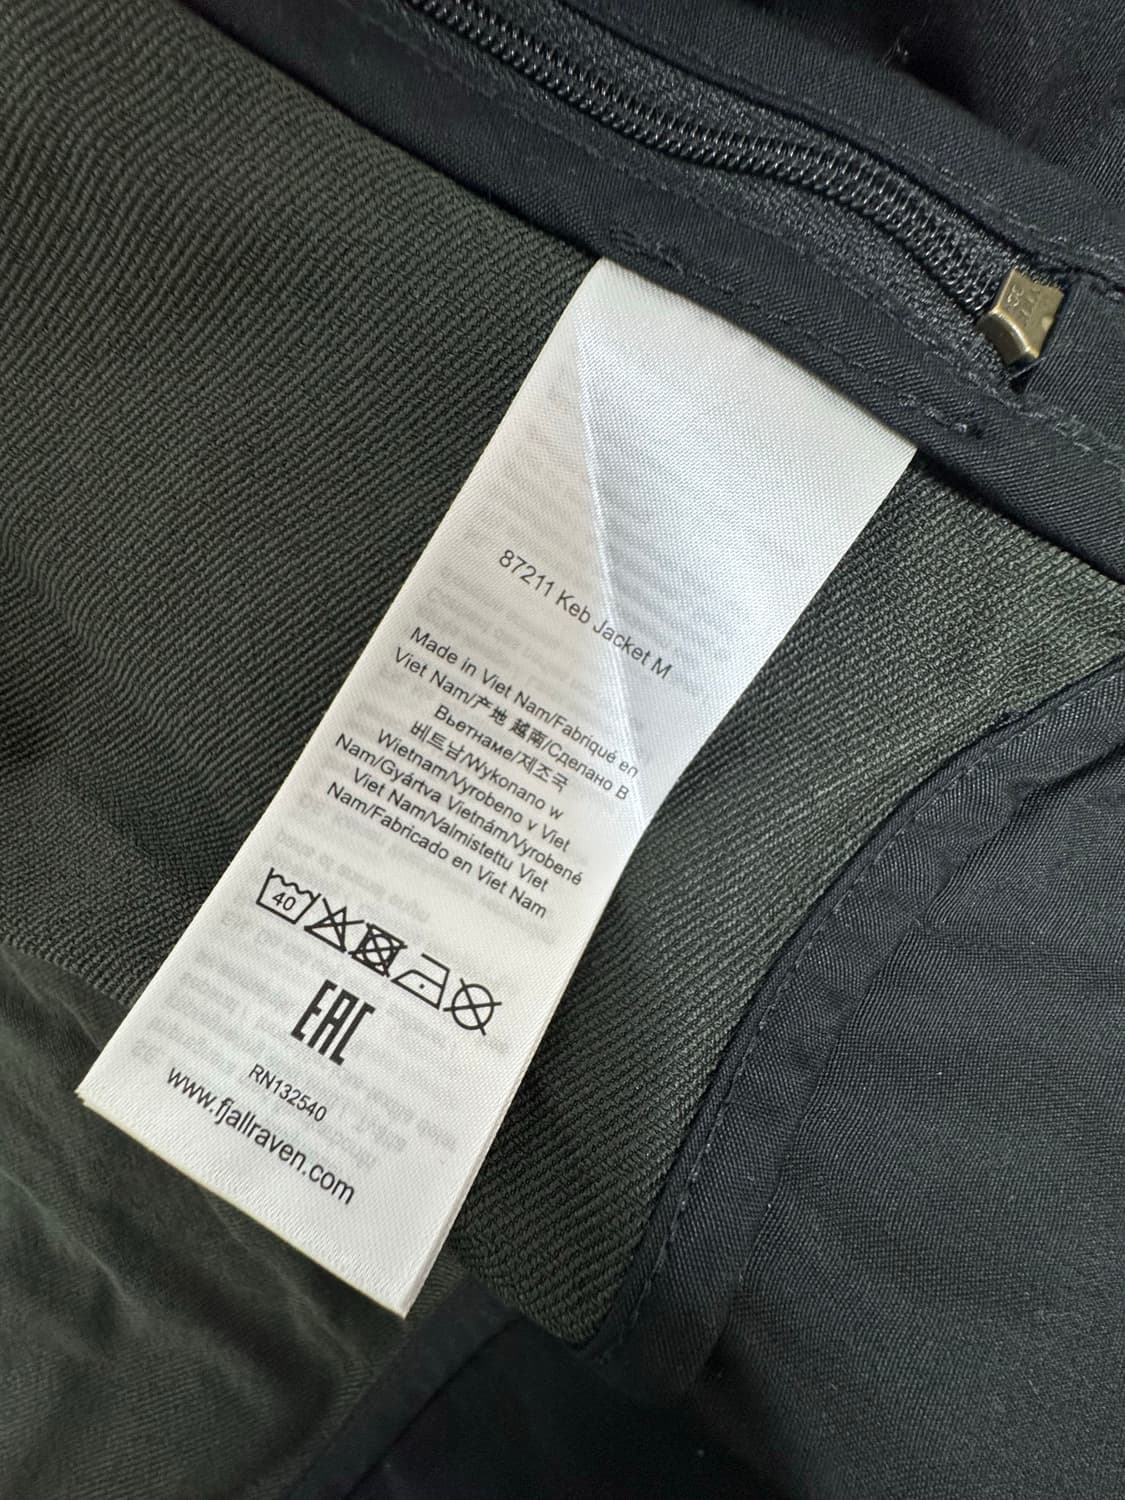 87211 Keb Jacket M
Made in Viet Nam/Fabriqué en
Viet Nam/产地 越南/Сделано В
Вьетнаме/제조국
베트남/Wykonano w
Wietnam/Vyrobeno v Viet
Nam/Gyártva Vietnám/Vyrobené
Viet Nam/Valmistettu Viet
Nam/Fabricado en Viet Nam
40
EAC
RN132540
www.fjallraven.com